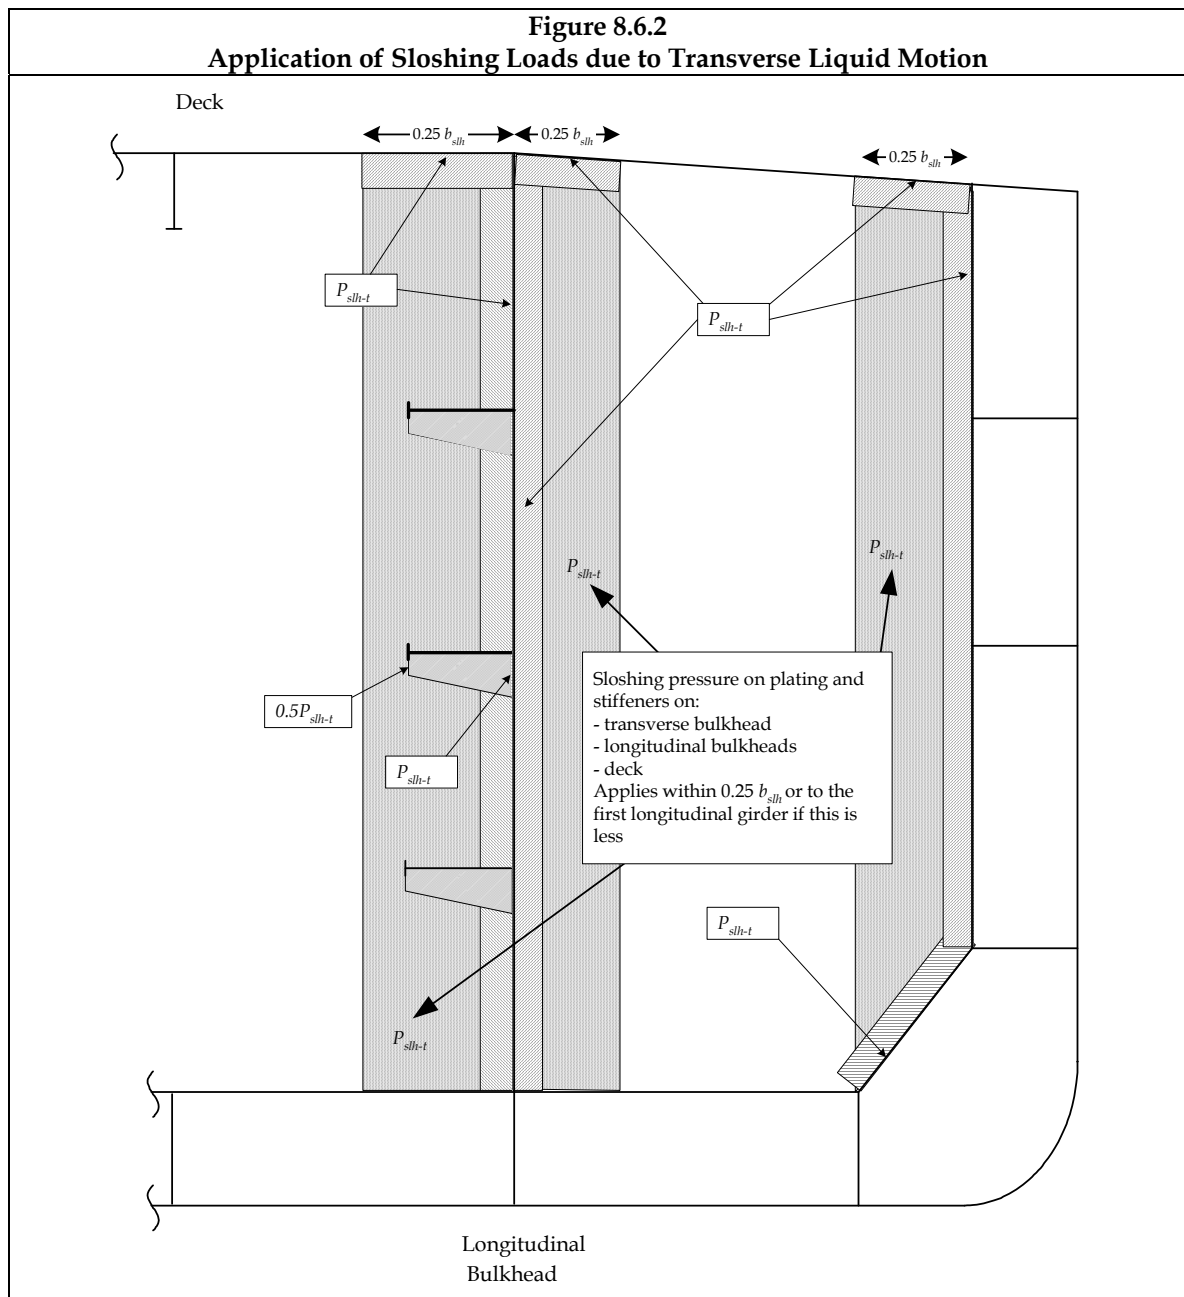 Figure 8.6.2
Application of Sloshing Loads due to Transverse Liquid Motion
Deck
0.25 b_slh
0.25 b_slh
0.25 b_slh
P_slh-t
P_slh-t
P_slh-t
P_slh-t
Sloshing pressure on plating and
stiffeners on:
- transverse bulkhead
- longitudinal bulkheads
- deck
Applies within 0.25 b_slh or to the
first longitudinal girder if this is
less
0.5P_slh-t
P_slh-t
P_slh-t
P_slh-t
Longitudinal
Bulkhead